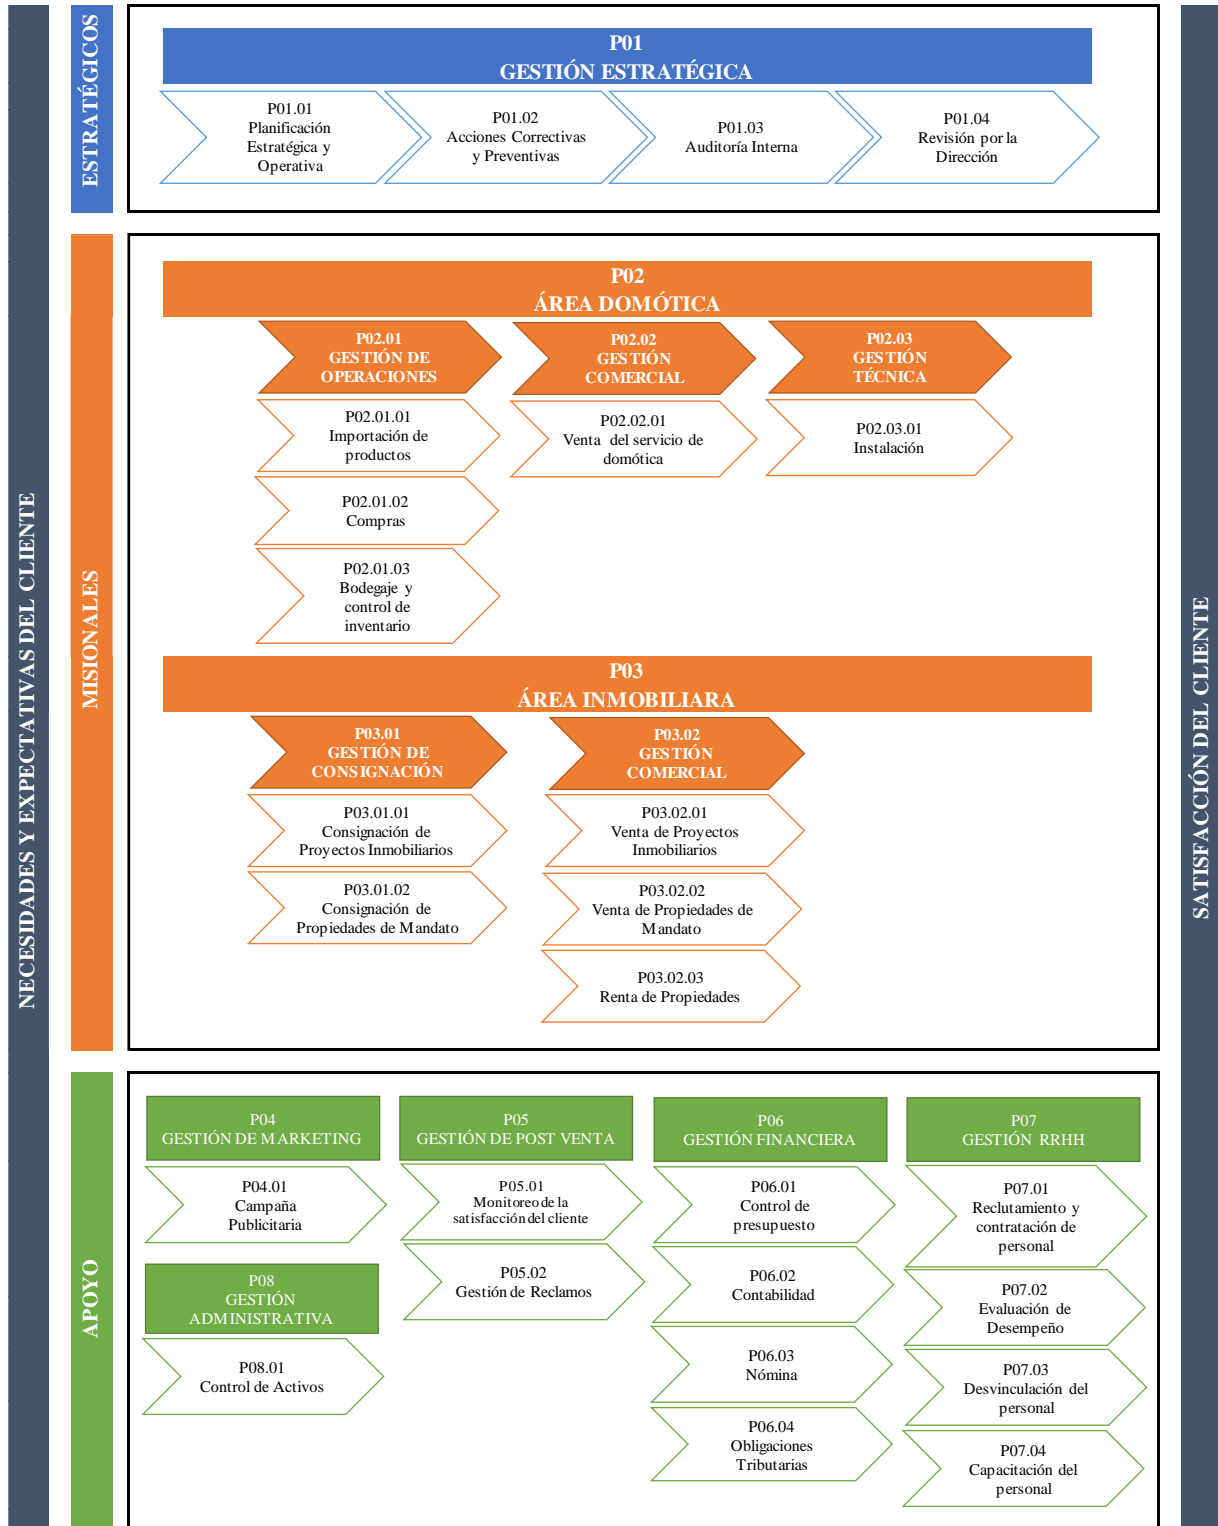 NECESIDADES Y EXPECTATIVAS DEL CLIENTE
ESTRATÉGICOS
P01
GESTIÓN ESTRATÉGICA
P01.01
Planificación
Estratégica y
Operativa
P01.02
Acciones Correctivas
y Preventivas
P01.03
Auditoría Interna
P01.04
Revisión por la
Dirección
MISIONALES
P02
ÁREA DOMÓTICA
P02.01
GESTIÓN DE
OPERACIONES
P02.01.01
Importación de
productos
P02.01.02
Compras
P02.01.03
Bodegaje y
control de
inventario
P02.02
GESTIÓN
COMERCIAL
P02.02.01
Venta del servicio de
domótica
P02.03
GESTIÓN
TÉCNICA
P02.03.01
Instalación
P03
ÁREA INMOBILIARA
P03.01
GESTIÓN DE
CONSIGNACIÓN
P03.01.01
Consignación de
Proyectos Inmobiliarios
P03.01.02
Consignación de
Propiedades de Mandato
P03.02
GESTIÓN
COMERCIAL
P03.02.01
Venta de Proyectos
Inmobiliarios
P03.02.02
Venta de Propiedades de
Mandato
P03.02.03
Renta de Propiedades
APOYO
P04
GESTIÓN DE MARKETING
P04.01
Campaña
Publicitaria
P08
GESTIÓN
ADMINISTRATIVA
P08.01
Control de Activos
P05
GESTIÓN DE POST VENTA
P05.01
Monitoreo de la
satisfacción del cliente
P05.02
Gestión de Reclamos
P06
GESTIÓN FINANCIERA
P06.01
Control de
presupuesto
P06.02
Contabilidad
P06.03
Nómina
P06.04
Obligaciones
Tributarias
P07
GESTIÓN RRHH
P07.01
Reclutamiento y
contratación de
personal
P07.02
Evaluación de
Desempeño
P07.03
Desvinculación del
personal
P07.04
Capacitación del
personal
SATISFACCIÓN DEL CLIENTE